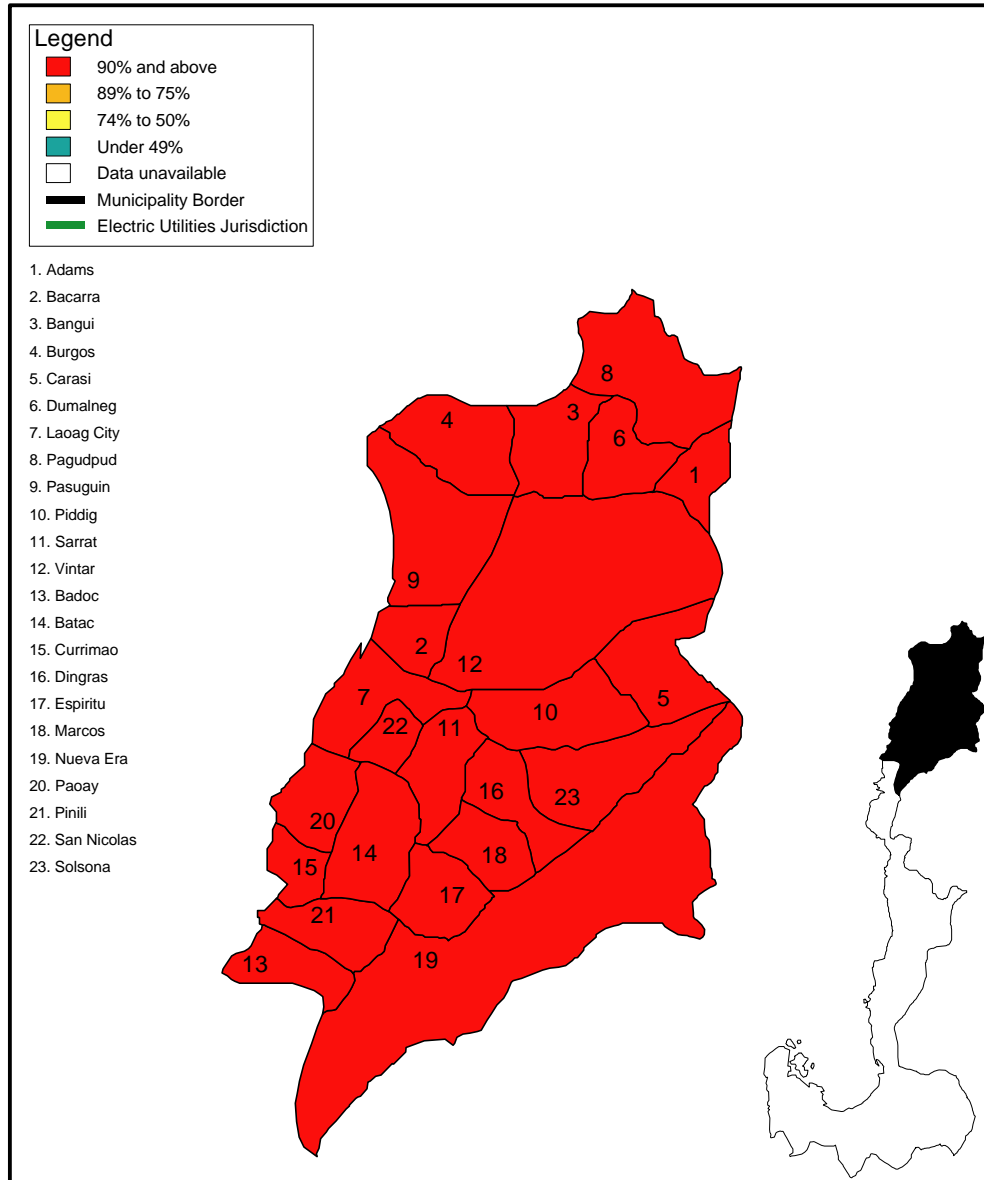 Legend
90% and above
89% to 75%
74% to 50%
Under 49%
Data unavailable
Municipality Border
Electric Utilities Jurisdiction
1. Adams
2. Bacarra
3. Bangui
4. Burgos
5. Carasi
6. Dumalneg
7. Laoag City
8. Pagudpud
9. Pasuguin
10. Piddig
11. Sarrat
12. Vintar
13. Badoc
14. Batac
15. Currimao
16. Dingras
17. Espiritu
18. Marcos
19. Nueva Era
20. Paoay
21. Pinili
22. San Nicolas
23. Solsona
8
3
4
6
1
9
2
12
7
5
10
22
11
16
23
20
14
18
15
17
21
19
13